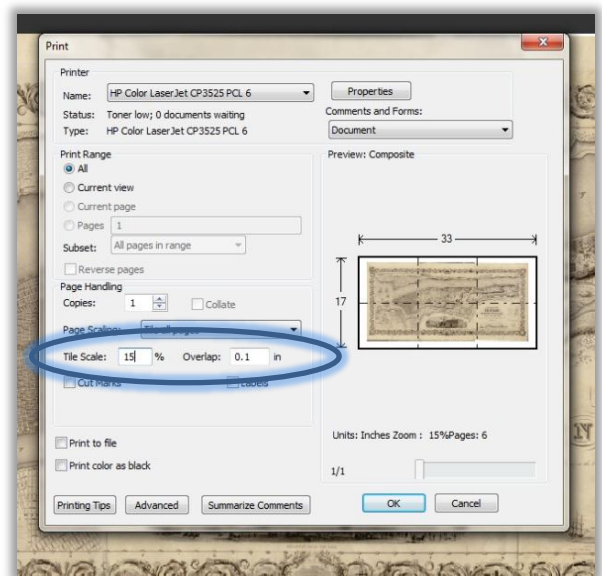 Print
Printer
Name: HP Color LaserJet CP3525 PCL 6 Properties
Status: Toner low; 0 documents waiting Comments and Forms:
Type: HP Color LaserJet CP3525 PCL 6 Document
Print Range Preview: Composite
All
Current view
Current page
Pages 1
Subset: All pages in range
Reverse pages
33
17
Page Handling
Copies: 1 Collate
Page Scaling: Tile all pages
Tile Scale: 15 % Overlap: 0.1 in
Cut Marks Labels
Units: Inches Zoom : 15%Pages: 6
Print to file
Print color as black
1/1
Printing Tips Advanced Summarize Comments OK Cancel